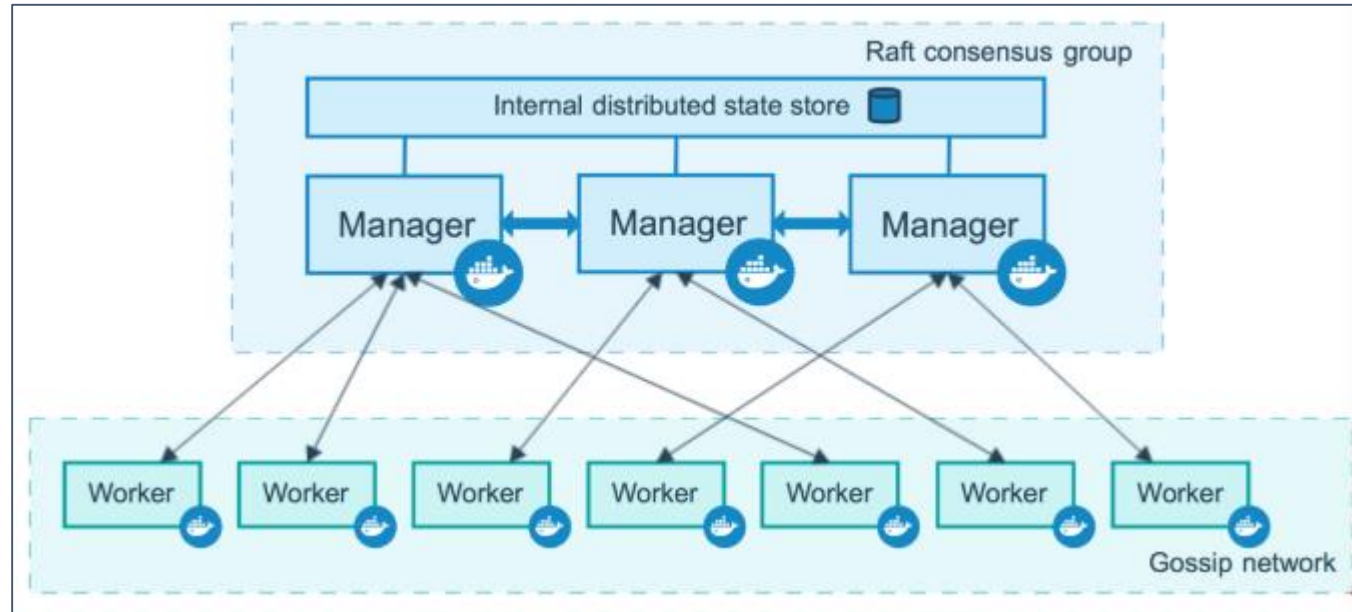 Raft consensus group
Internal distributed state store
Manager
Manager
Manager
Worker
Worker
Worker
Worker
Worker
Worker
Worker
Gossip network